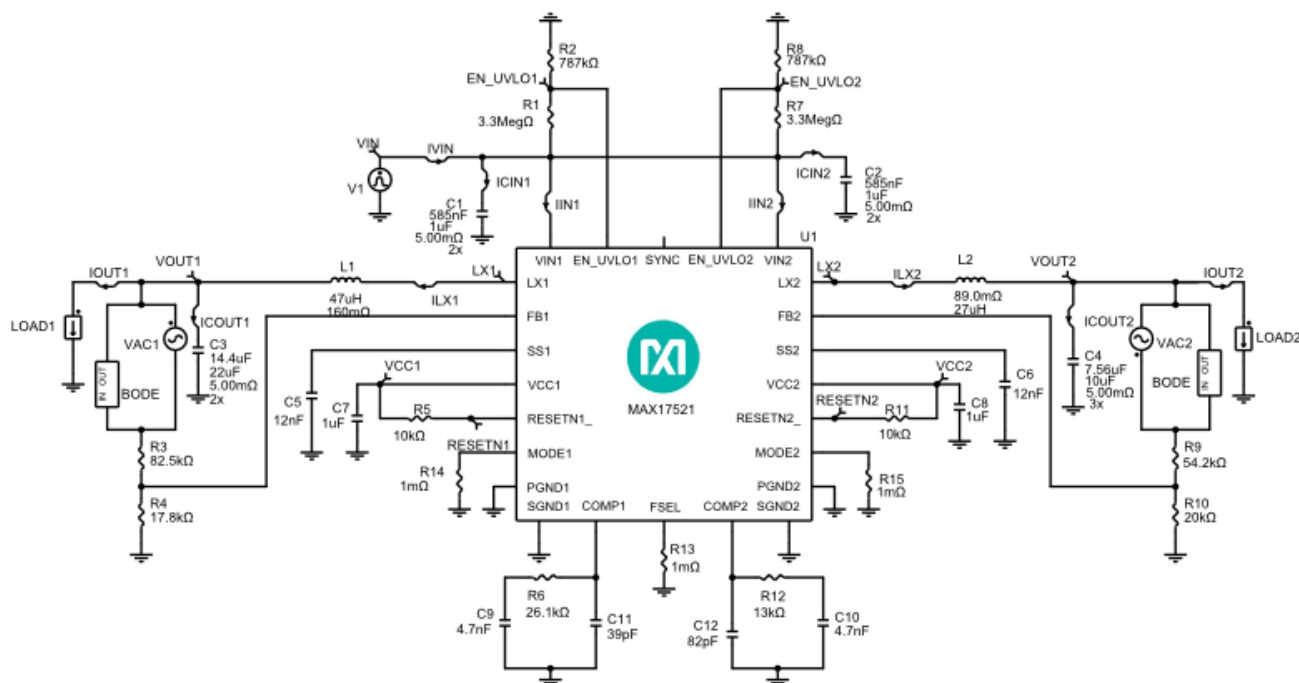 R2
787kΩ
R8
787kΩ
EN_UVLO1
EN_UVLO2
R1
3.3MegΩ
R7
3.3MegΩ
VIN
IVIN
V1
ICIN1
C1
585nF
1uF
5.00mΩ
2x
IIN1
IIN2
ICIN2
C2
585nF
1uF
5.00mΩ
2x
U1
VIN1
EN_UVLO1
SYNC
EN_UVLO2
VIN2
IOUT1
VOUT1
L1
47uH
160mΩ
ILX1
LX1
LX1
LX2
LX2
ILX2
L2
89.0mΩ
27uH
VOUT2
IOUT2
LOAD1
VAC1
IN OUT
BODE
ICOUT1
C3
14.4uF
22uF
5.00mΩ
2x
FB1
FB2
ICOUT2
C4
7.56uF
10uF
5.00mΩ
3x
VAC2
IN OUT
BODE
LOAD2
SS1
SS2
C5
12nF
VCC1
C7
1uF
R5
10kΩ
VCC1
VCC2
VCC2
C8
1uF
C6
12nF
MAX17521
RESETN1
RESETN1_
RESETN2_
RESETN2
R11
10kΩ
R3
82.5kΩ
R4
17.8kΩ
R9
54.2kΩ
R10
20kΩ
R14
1mΩ
MODE1
MODE2
R15
1mΩ
PGND1
PGND2
SGND1
COMP1
FSEL
COMP2
SGND2
R13
1mΩ
C9
4.7nF
R6
26.1kΩ
C11
39pF
C12
82pF
R12
13kΩ
C10
4.7nF